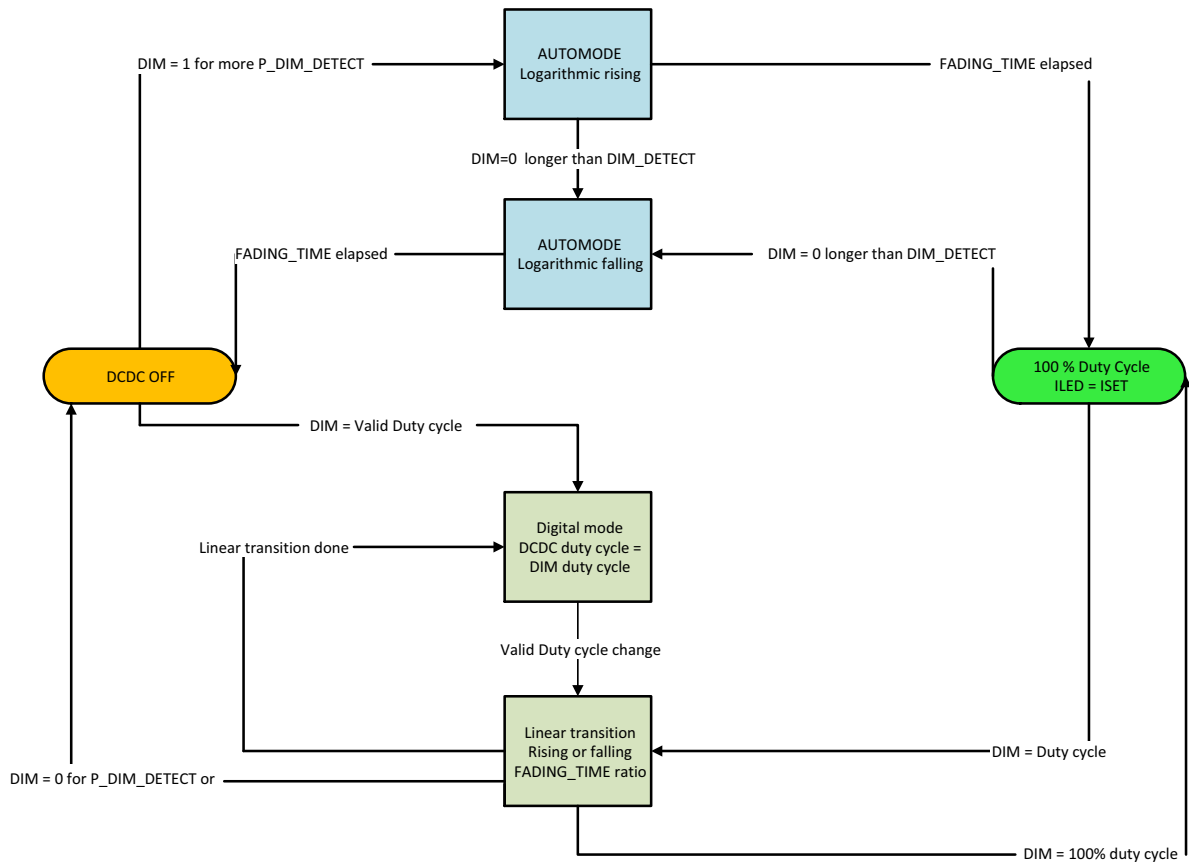 AUTOMODE
Logarithmic rising
DIM = 1 for more P_DIM_DETECT
FADING_TIME elapsed
DIM=0 longer than DIM_DETECT
AUTOMODE
Logarithmic falling
FADING_TIME elapsed
DIM = 0 longer than DIM_DETECT
DCDC OFF
100 % Duty Cycle
ILED = ISET
DIM = Valid Duty cycle
Digital mode
DCDC duty cycle =
DIM duty cycle
Linear transition done
Valid Duty cycle change
Linear transition
Rising or falling
FADING_TIME ratio
DIM = Duty cycle
DIM = 0 for P_DIM_DETECT or
DIM = 100% duty cycle